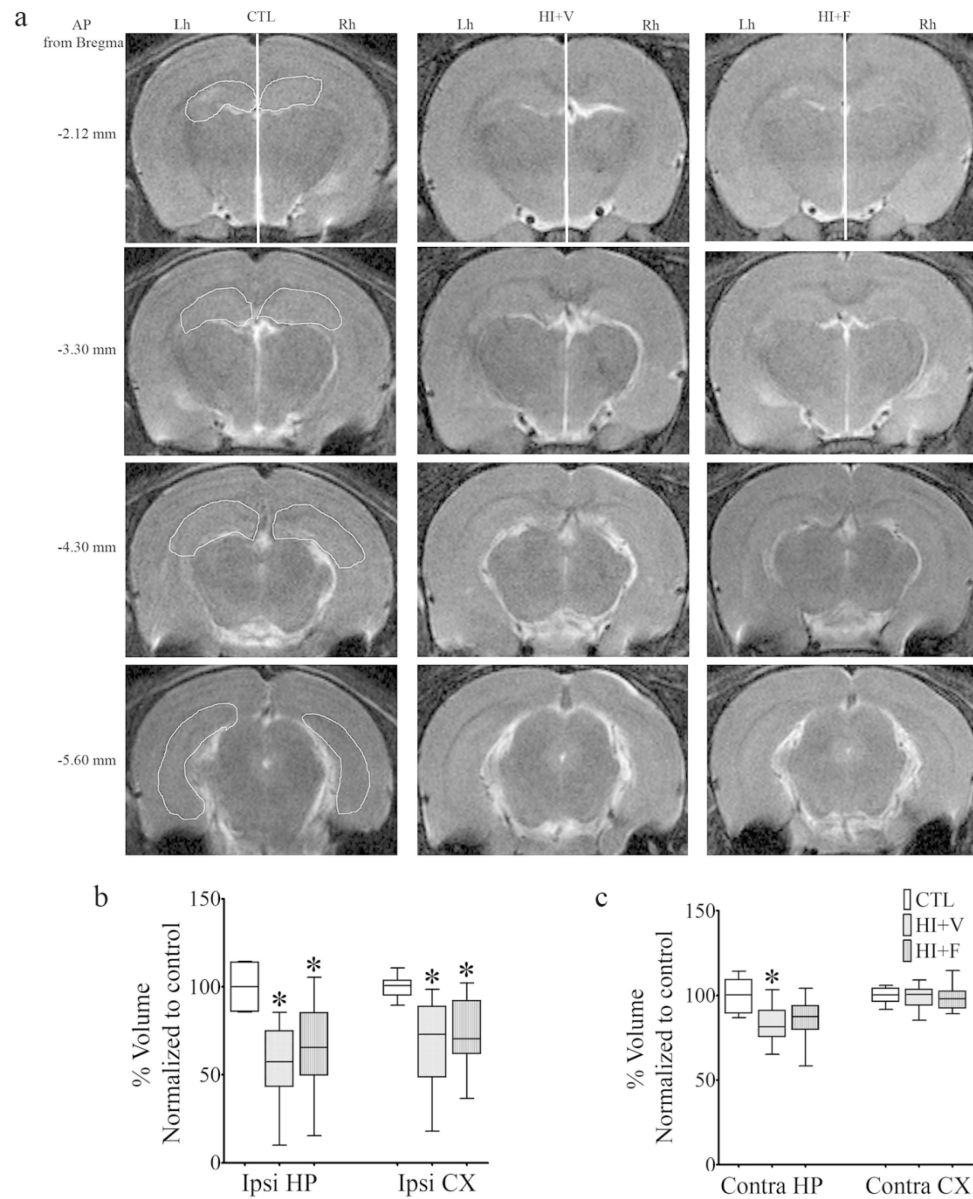 a
AP
from Bregma
Lh CTL Rh
Lh HI+V Rh
Lh HI+F Rh
-2.12 mm
-3.30 mm
-4.30 mm
-5.60 mm
b
% Volume
Normalized to control
150
100
50
0
*
*
*
*
Ipsi HP
Ipsi CX
c
CTL
HI+V
HI+F
% Volume
Normalized to control
150
100
50
0
*
Contra HP
Contra CX